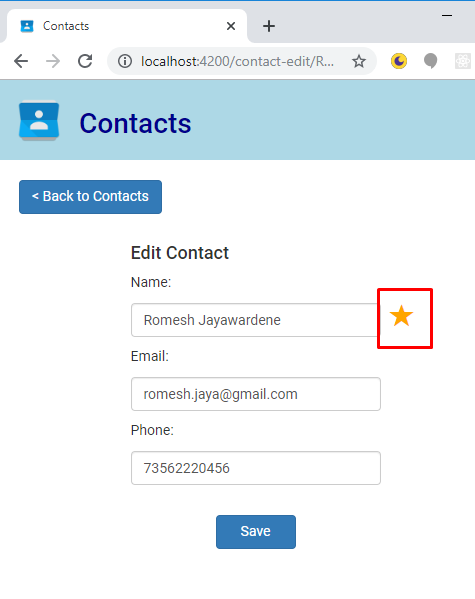 Contacts
localhost:4200/contact-edit/R...
Contacts
< Back to Contacts
Edit Contact
Name:
Romesh Jayawardene
Email:
romesh.jaya@gmail.com
Phone:
73562220456
Save